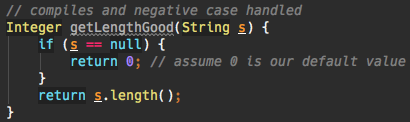 // compiles and negative case handled
Integer getLengthGood(String s) {
    if (s == null) {
        return 0; // assume 0 is our default value
    }
    return s.length();
}